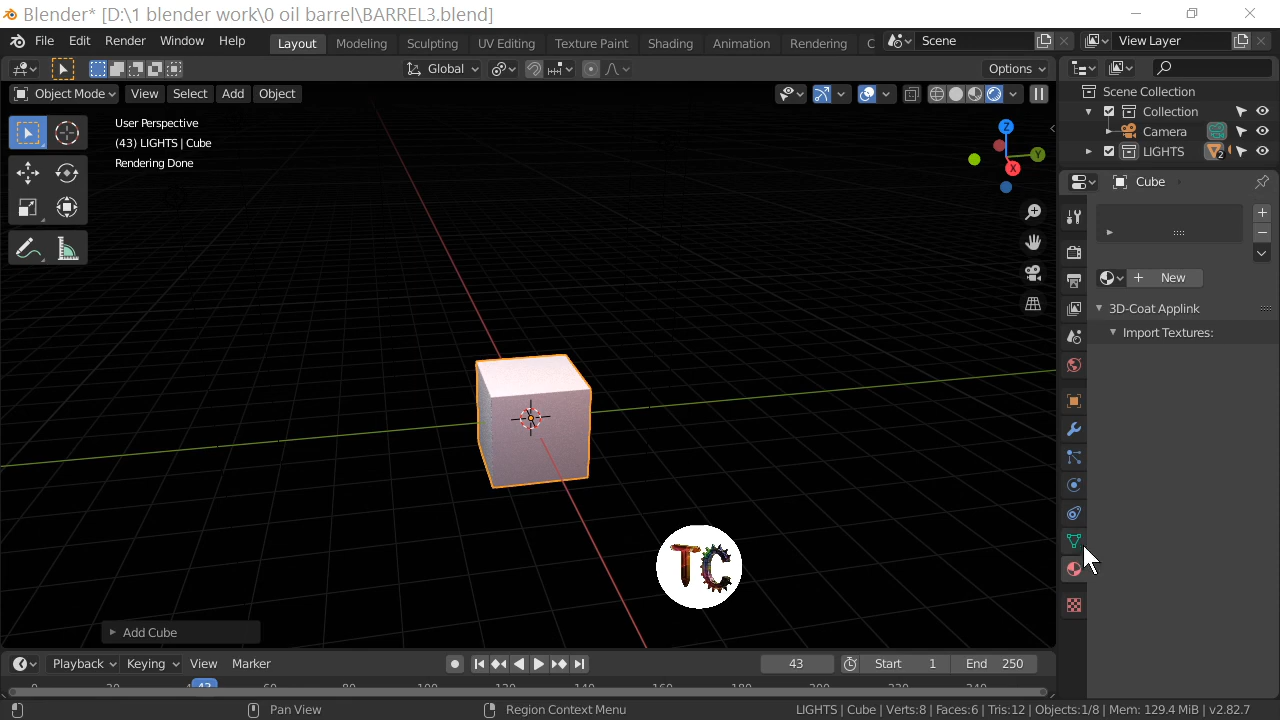 Blender* [D:\1 blender work\0 oil barrel\BARREL3.blend]
File Edit Render Window Help Layout Modeling Sculpting UV Editing Texture Paint Shading Animation Rendering C Scene View Layer
Global Options
Object Mode View Select Add Object
Scene Collection
Collection
Camera
LIGHTS 2
User Perspective
(43) LIGHTS | Cube
Rendering Done
Z
Y
X
Cube
New
3D-Coat Applink
Import Textures:
TC
Add Cube
Playback Keying View Marker 43 Start 1 End 250
43
Pan View Region Context Menu LIGHTS | Cube | Verts:8 | Faces:6 | Tris:12 | Objects:1/8 | Mem: 129.4 MiB | v2.82.7